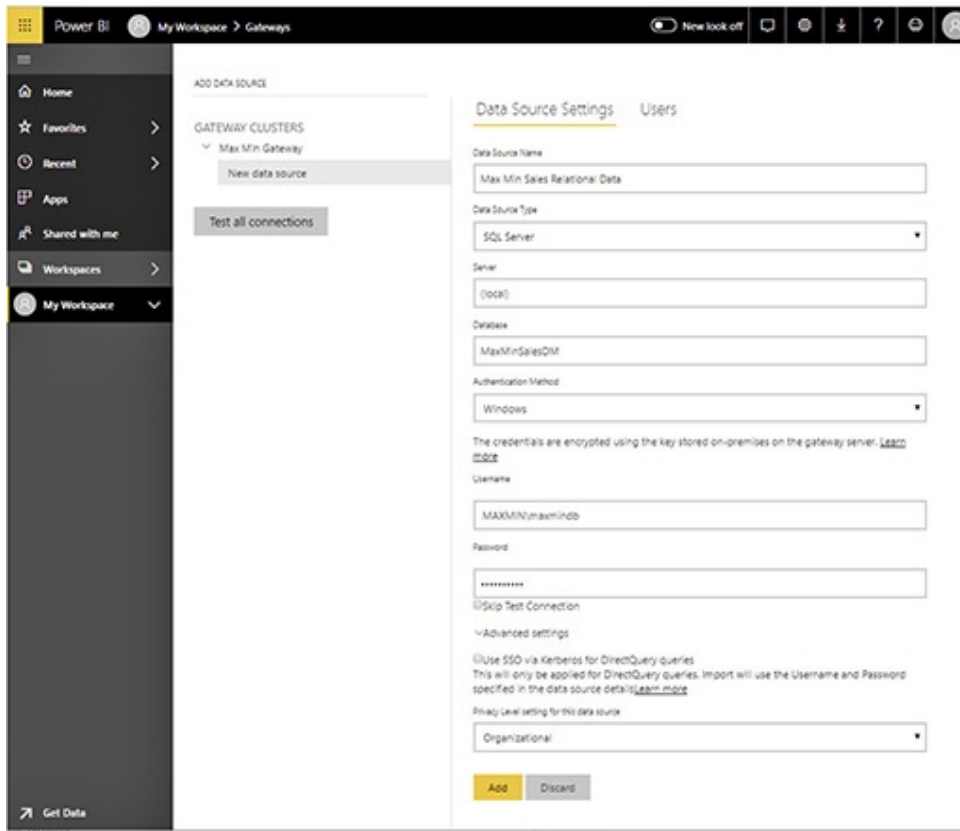 Power BI
My Workspace > Gateways
New look off
?
Home
Favorites
Recent
Apps
Shared with me
Workspaces
My Workspace
Get Data
ADD DATA SOURCE
GATEWAY CLUSTERS
Max Min Gateway
New data source
Test all connections
Data Source Settings Users
Data Source Name
Max Min Sales Relational Data
Data Source Type
SQL Server
Server
(local)
Database
MaxMinSalesDM
Authentication Method
Windows
The credentials are encrypted using the key stored on-premises on the gateway server. Learn
more
Username
MAXMIN\maxmindb
Password
••••••••••
Skip Test Connection
Advanced settings
Use SSO via Kerberos for DirectQuery queries
This will only be applied for DirectQuery queries. Import will use the Username and Password
specified in the data source detailsLearn more
Privacy Level setting for this data source
Organizational
Add Discard